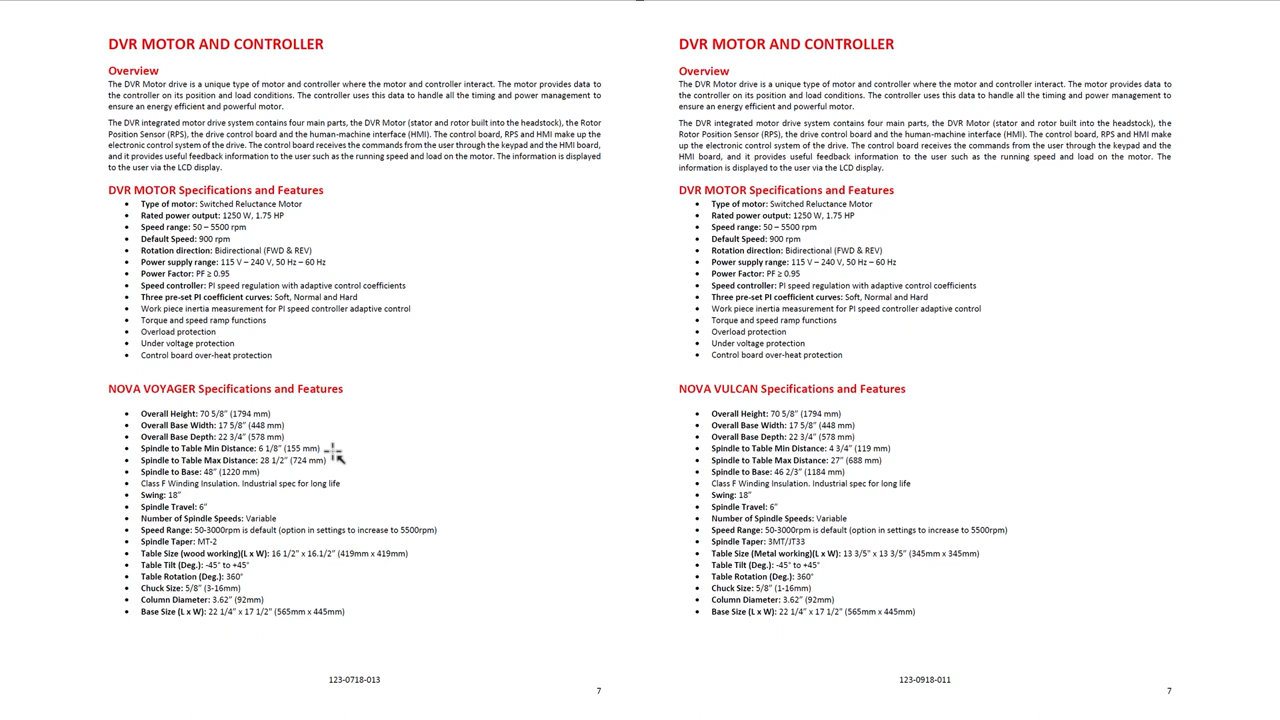 DVR MOTOR AND CONTROLLER
Overview
The DVR Motor drive is a unique type of motor and controller where the motor and controller interact. The motor provides data to
the controller on its position and load conditions. The controller uses this data to handle all the timing and power management to
ensure an energy efficient and powerful motor.
The DVR integrated motor drive system contains four main parts, the DVR Motor (stator and rotor built into the headstock), the Rotor
Position Sensor (RPS), the drive control board and the human-machine interface (HMI). The control board, RPS and HMI make up the
electronic control system of the drive. The control board receives the commands from the user through the keypad and the HMI board,
and it provides useful feedback information to the user such as the running speed and load on the motor. The information is displayed
to the user via the LCD display.
DVR MOTOR Specifications and Features
• Type of motor: Switched Reluctance Motor
• Rated power output: 1250 W, 1.75 HP
• Speed range: 50 – 5500 rpm
• Default Speed: 900 rpm
• Rotation direction: Bidirectional (FWD & REV)
• Power supply range: 115 V – 240 V, 50 Hz – 60 Hz
• Power Factor: PF ≥ 0.95
• Speed controller: PI speed regulation with adaptive control coefficients
• Three pre-set PI coefficient curves: Soft, Normal and Hard
• Work piece inertia measurement for PI speed controller adaptive control
• Torque and speed ramp functions
• Overload protection
• Under voltage protection
• Control board over-heat protection
NOVA VOYAGER Specifications and Features
• Overall Height: 70 5/8” (1794 mm)
• Overall Base Width: 17 5/8” (448 mm)
• Overall Base Depth: 22 3/4” (578 mm)
• Spindle to Table Min Distance: 6 1/8” (155 mm)
• Spindle to Table Max Distance: 28 1/2” (724 mm)
• Spindle to Base: 48” (1220 mm)
• Class F Winding Insulation. Industrial spec for long life
• Swing: 18”
• Spindle Travel: 6”
• Number of Spindle Speeds: Variable
• Speed Range: 50-3000rpm is default (option in settings to increase to 5500rpm)
• Spindle Taper: MT-2
• Table Size (wood working)(L x W): 16 1/2” x 16.1/2” (419mm x 419mm)
• Table Tilt (Deg.): -45° to +45°
• Table Rotation (Deg.): 360°
• Chuck Size: 5/8” (3-16mm)
• Column Diameter: 3.62” (92mm)
• Base Size (L x W): 22 1/4” x 17 1/2” (565mm x 445mm)
123-0718-013
7
DVR MOTOR AND CONTROLLER
Overview
The DVR Motor drive is a unique type of motor and controller where the motor and controller interact. The motor provides data to
the controller on its position and load conditions. The controller uses this data to handle all the timing and power management to
ensure an energy efficient and powerful motor.
The DVR integrated motor drive system contains four main parts, the DVR Motor (stator and rotor built into the headstock), the
Rotor Position Sensor (RPS), the drive control board and the human-machine interface (HMI). The control board, RPS and HMI make
up the electronic control system of the drive. The control board receives the commands from the user through the keypad and the
HMI board, and it provides useful feedback information to the user such as the running speed and load on the motor. The
information is displayed to the user via the LCD display.
DVR MOTOR Specifications and Features
• Type of motor: Switched Reluctance Motor
• Rated power output: 1250 W, 1.75 HP
• Speed range: 50 – 5500 rpm
• Default Speed: 900 rpm
• Rotation direction: Bidirectional (FWD & REV)
• Power supply range: 115 V – 240 V, 50 Hz – 60 Hz
• Power Factor: PF ≥ 0.95
• Speed controller: PI speed regulation with adaptive control coefficients
• Three pre-set PI coefficient curves: Soft, Normal and Hard
• Work piece inertia measurement for PI speed controller adaptive control
• Torque and speed ramp functions
• Overload protection
• Under voltage protection
• Control board over-heat protection
NOVA VULCAN Specifications and Features
• Overall Height: 70 5/8” (1794 mm)
• Overall Base Width: 17 5/8” (448 mm)
• Overall Base Depth: 22 3/4” (578 mm)
• Spindle to Table Min Distance: 4 3/4” (119 mm)
• Spindle to Table Max Distance: 27” (688 mm)
• Spindle to Base: 46 2/3” (1184 mm)
• Class F Winding Insulation. Industrial spec for long life
• Swing: 18”
• Spindle Travel: 6”
• Number of Spindle Speeds: Variable
• Speed Range: 50-3000rpm is default (option in settings to increase to 5500rpm)
• Spindle Taper: 3MT/JT33
• Table Size (Metal working)(L x W): 13 3/5” x 13 3/5” (345mm x 345mm)
• Table Tilt (Deg.): -45° to +45°
• Table Rotation (Deg.): 360°
• Chuck Size: 5/8” (1-16mm)
• Column Diameter: 3.62” (92mm)
• Base Size (L x W): 22 1/4” x 17 1/2” (565mm x 445mm)
123-0918-011
7